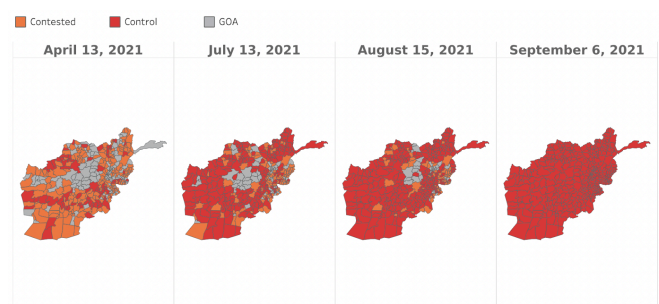 Contested Control GOA
April 13, 2021 July 13, 2021 August 15, 2021 September 6, 2021